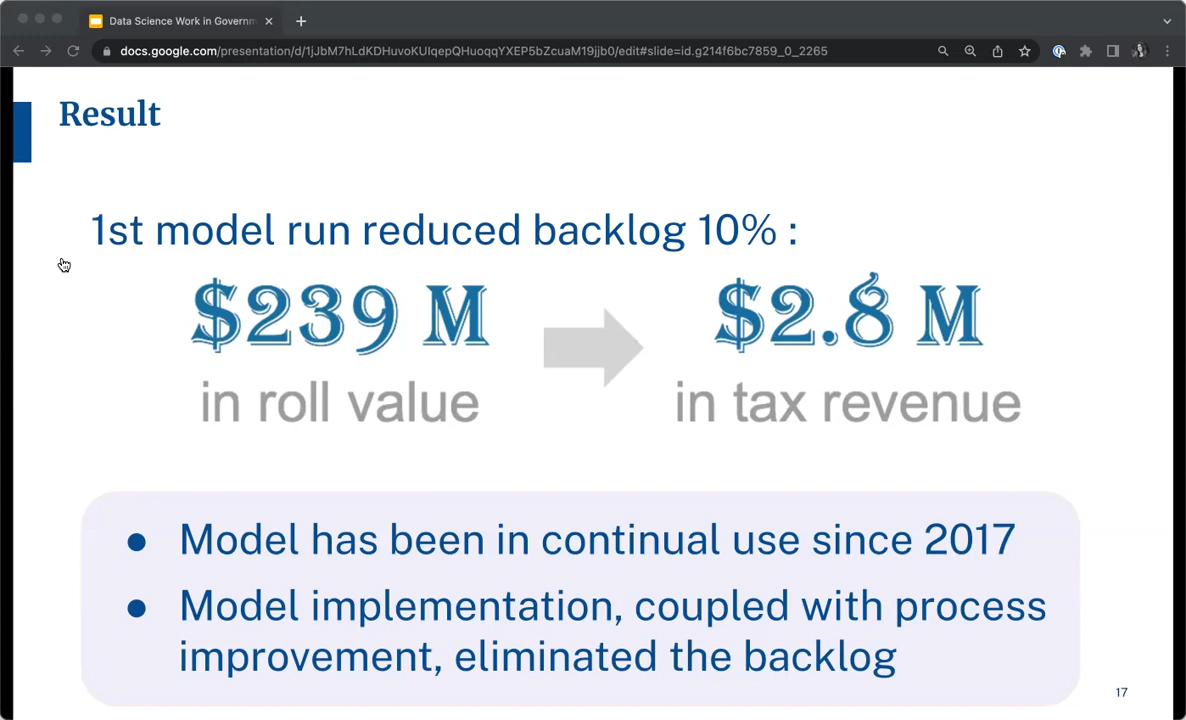 Data Science Work in Governm
docs.google.com/presentation/d/1jJbM7hLdKDHuvoKUIqepQHuoqqYXEP5bZcuaM19jjb0/edit#slide=id.g214f6bc7859_0_2265
Result
1st model run reduced backlog 10% :
$239 M $2.8 M
in roll value in tax revenue
● Model has been in continual use since 2017
● Model implementation, coupled with process
improvement, eliminated the backlog
17